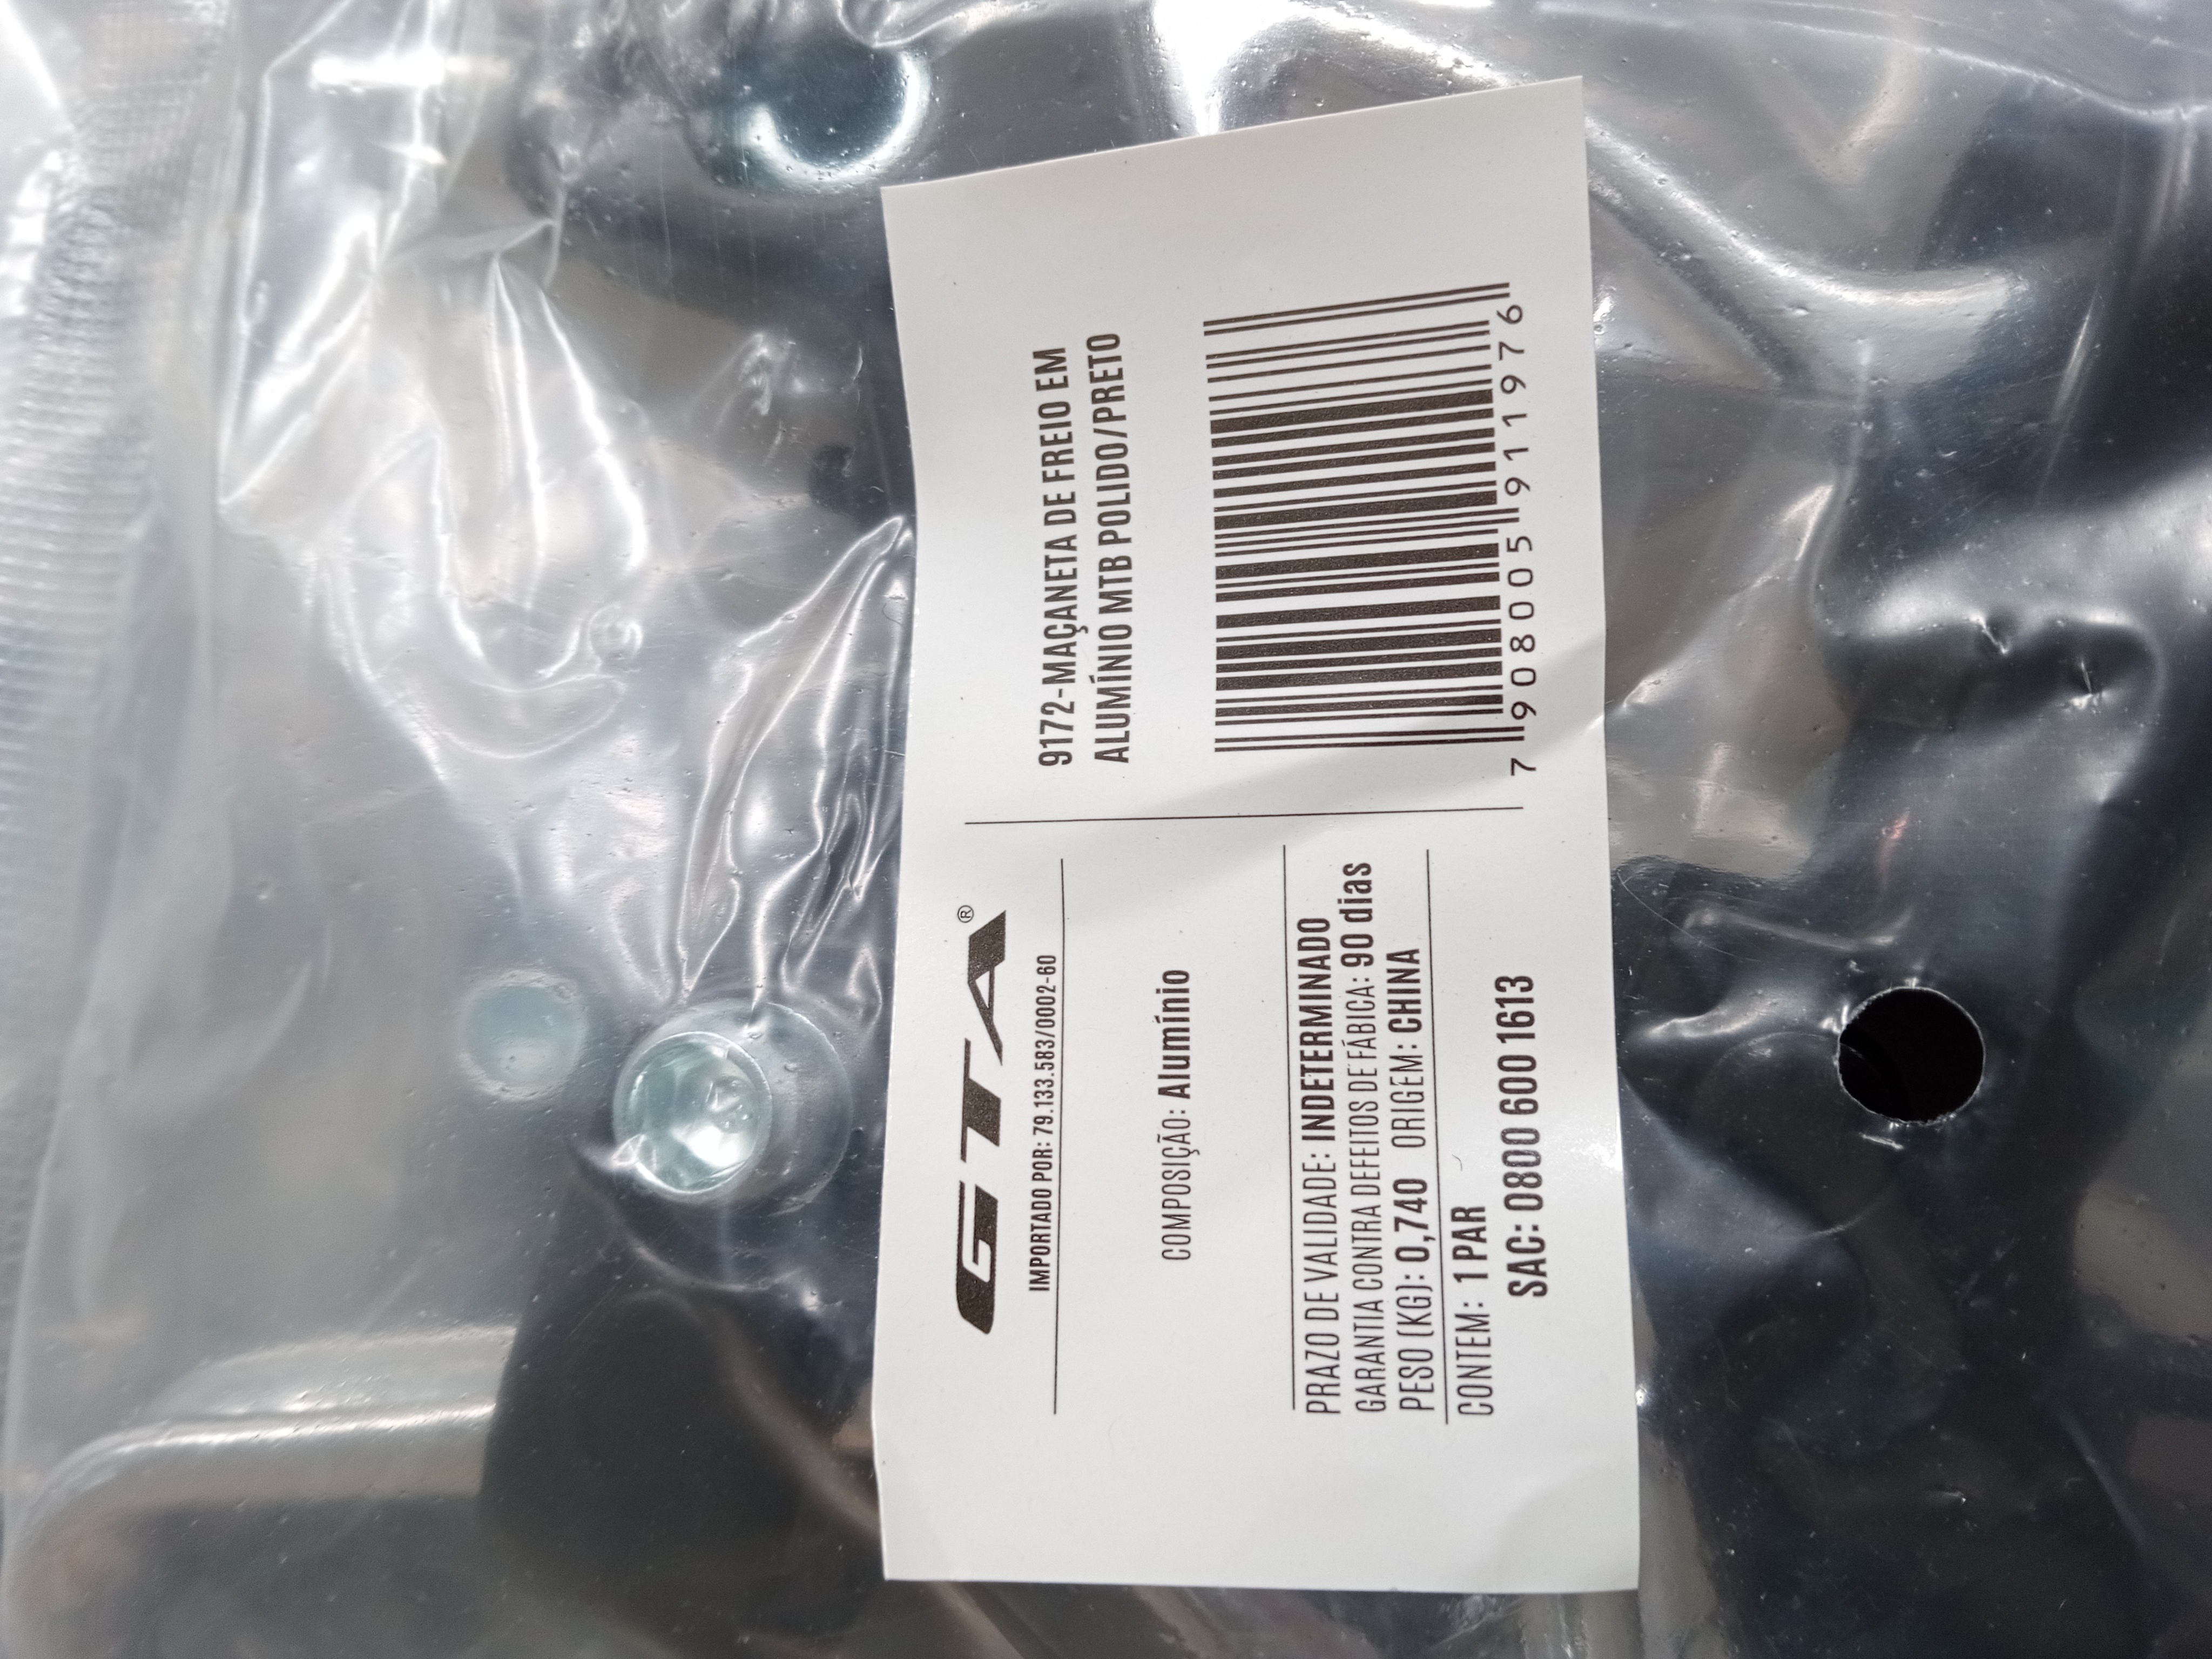 GTA®
IMPORTADO POR: 79.133.583/0002-60
COMPOSIÇÃO: Alumínio
PRAZO DE VALIDADE: INDETERMINADO
GARANTIA CONTRA DEFEITOS DE FÁBICA: 90 dias
PESO (KG): 0,740 ORIGEM: CHINA
CONTEM: 1 PAR
SAC: 0800 600 1613
9172-MAÇANETA DE FREIO EM
ALUMÍNIO MTB POLIDO/PRETO
7 908005 911976